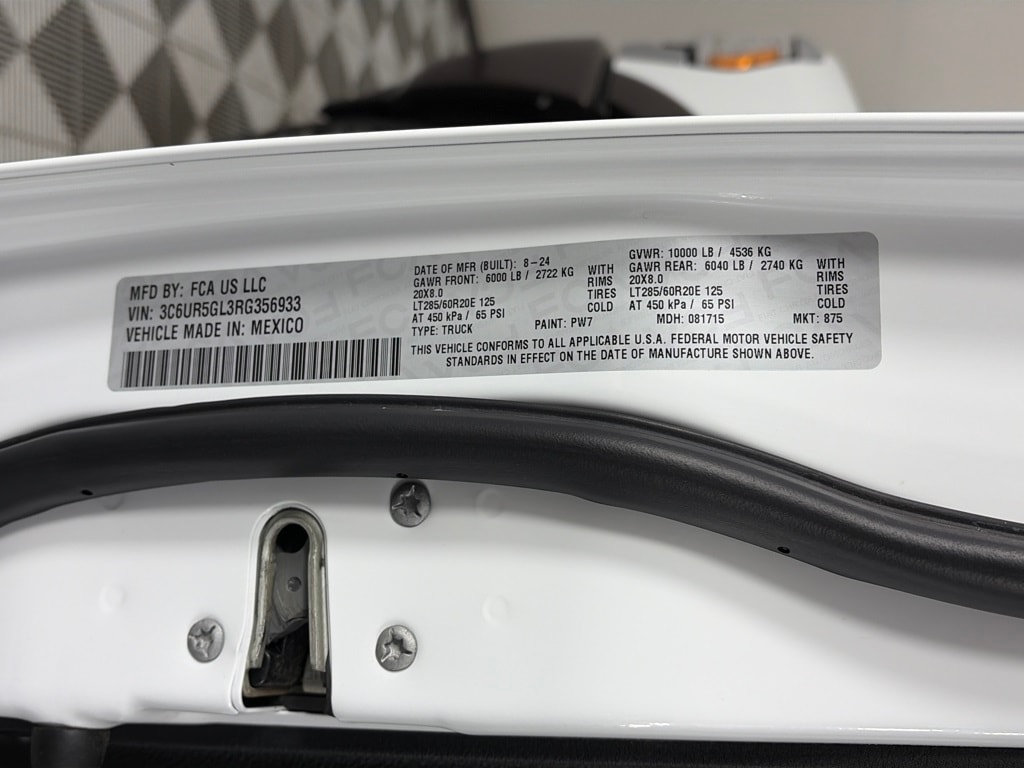 MFD BY: FCA US LLC
VIN: 3C6UR5GL3RG356933
VEHICLE MADE IN: MEXICO
DATE OF MFR (BUILT): 8-24
GAWR FRONT: 6000 LB / 2722 KG WITH
20X8.0 RIMS
LT285/60R20E 125 TIRES
AT 450 kPa / 65 PSI COLD
TYPE: TRUCK PAINT: PW7
GVWR: 10000 LB / 4536 KG
GAWR REAR: 6040 LB / 2740 KG WITH
20X8.0 RIMS
LT285/60R20E 125 TIRES
AT 450 kPa / 65 PSI COLD
MDH: 081715 MKT: 875
THIS VEHICLE CONFORMS TO ALL APPLICABLE U.S.A. FEDERAL MOTOR VEHICLE SAFETY
STANDARDS IN EFFECT ON THE DATE OF MANUFACTURE SHOWN ABOVE.